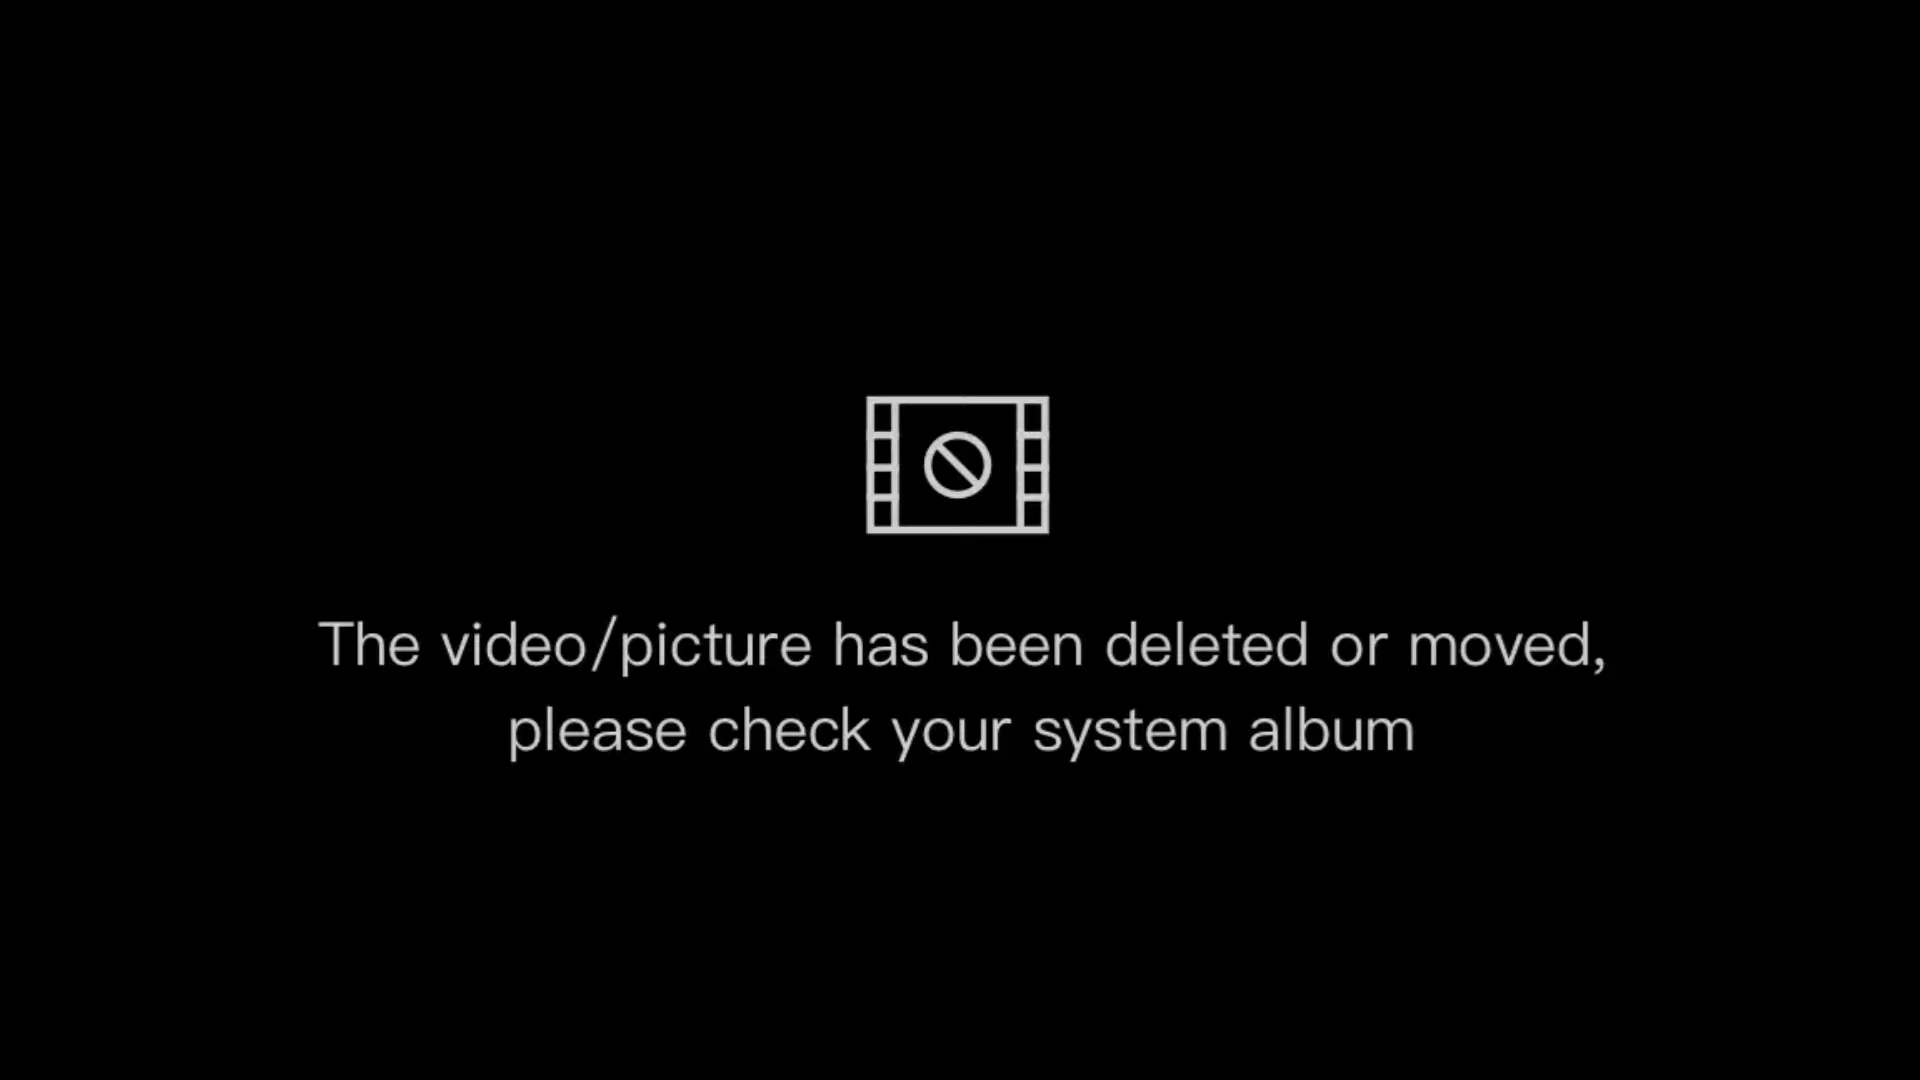 The video/picture has been deleted or moved,
please check your system album